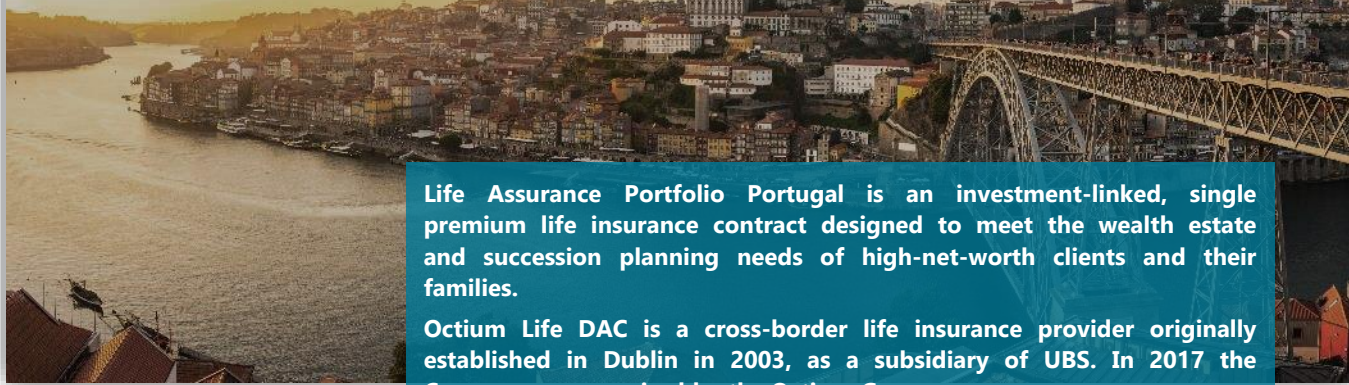 Life Assurance Portfolio Portugal is an investment-linked, single
premium life insurance contract designed to meet the wealth estate
and succession planning needs of high-net-worth clients and their
families.
Octium Life DAC is a cross-border life insurance provider originally
established in Dublin in 2003, as a subsidiary of UBS. In 2017 the